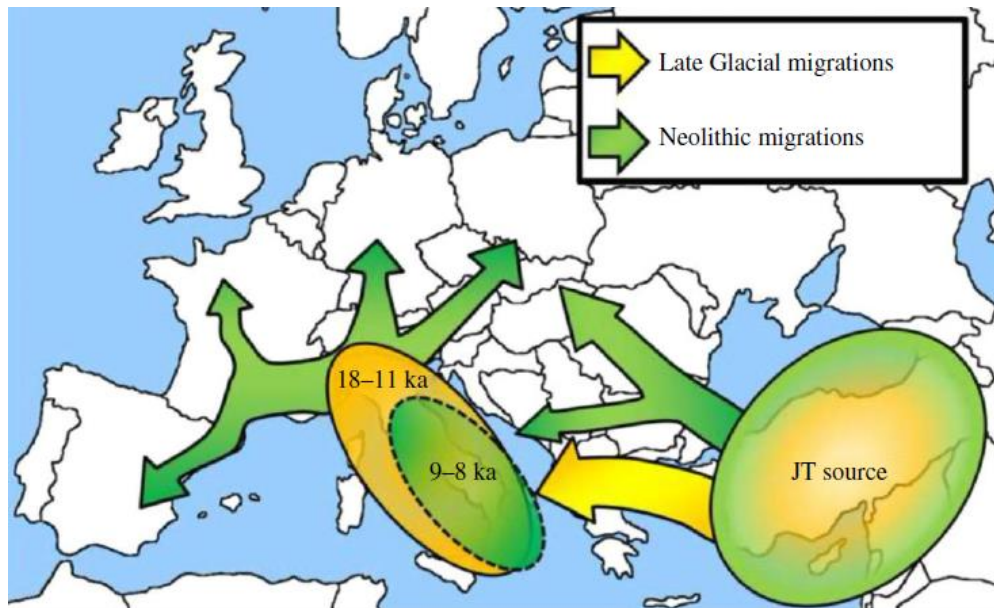 Late Glacial migrations
Neolithic migrations
18–11 ka
9–8 ka
JT source